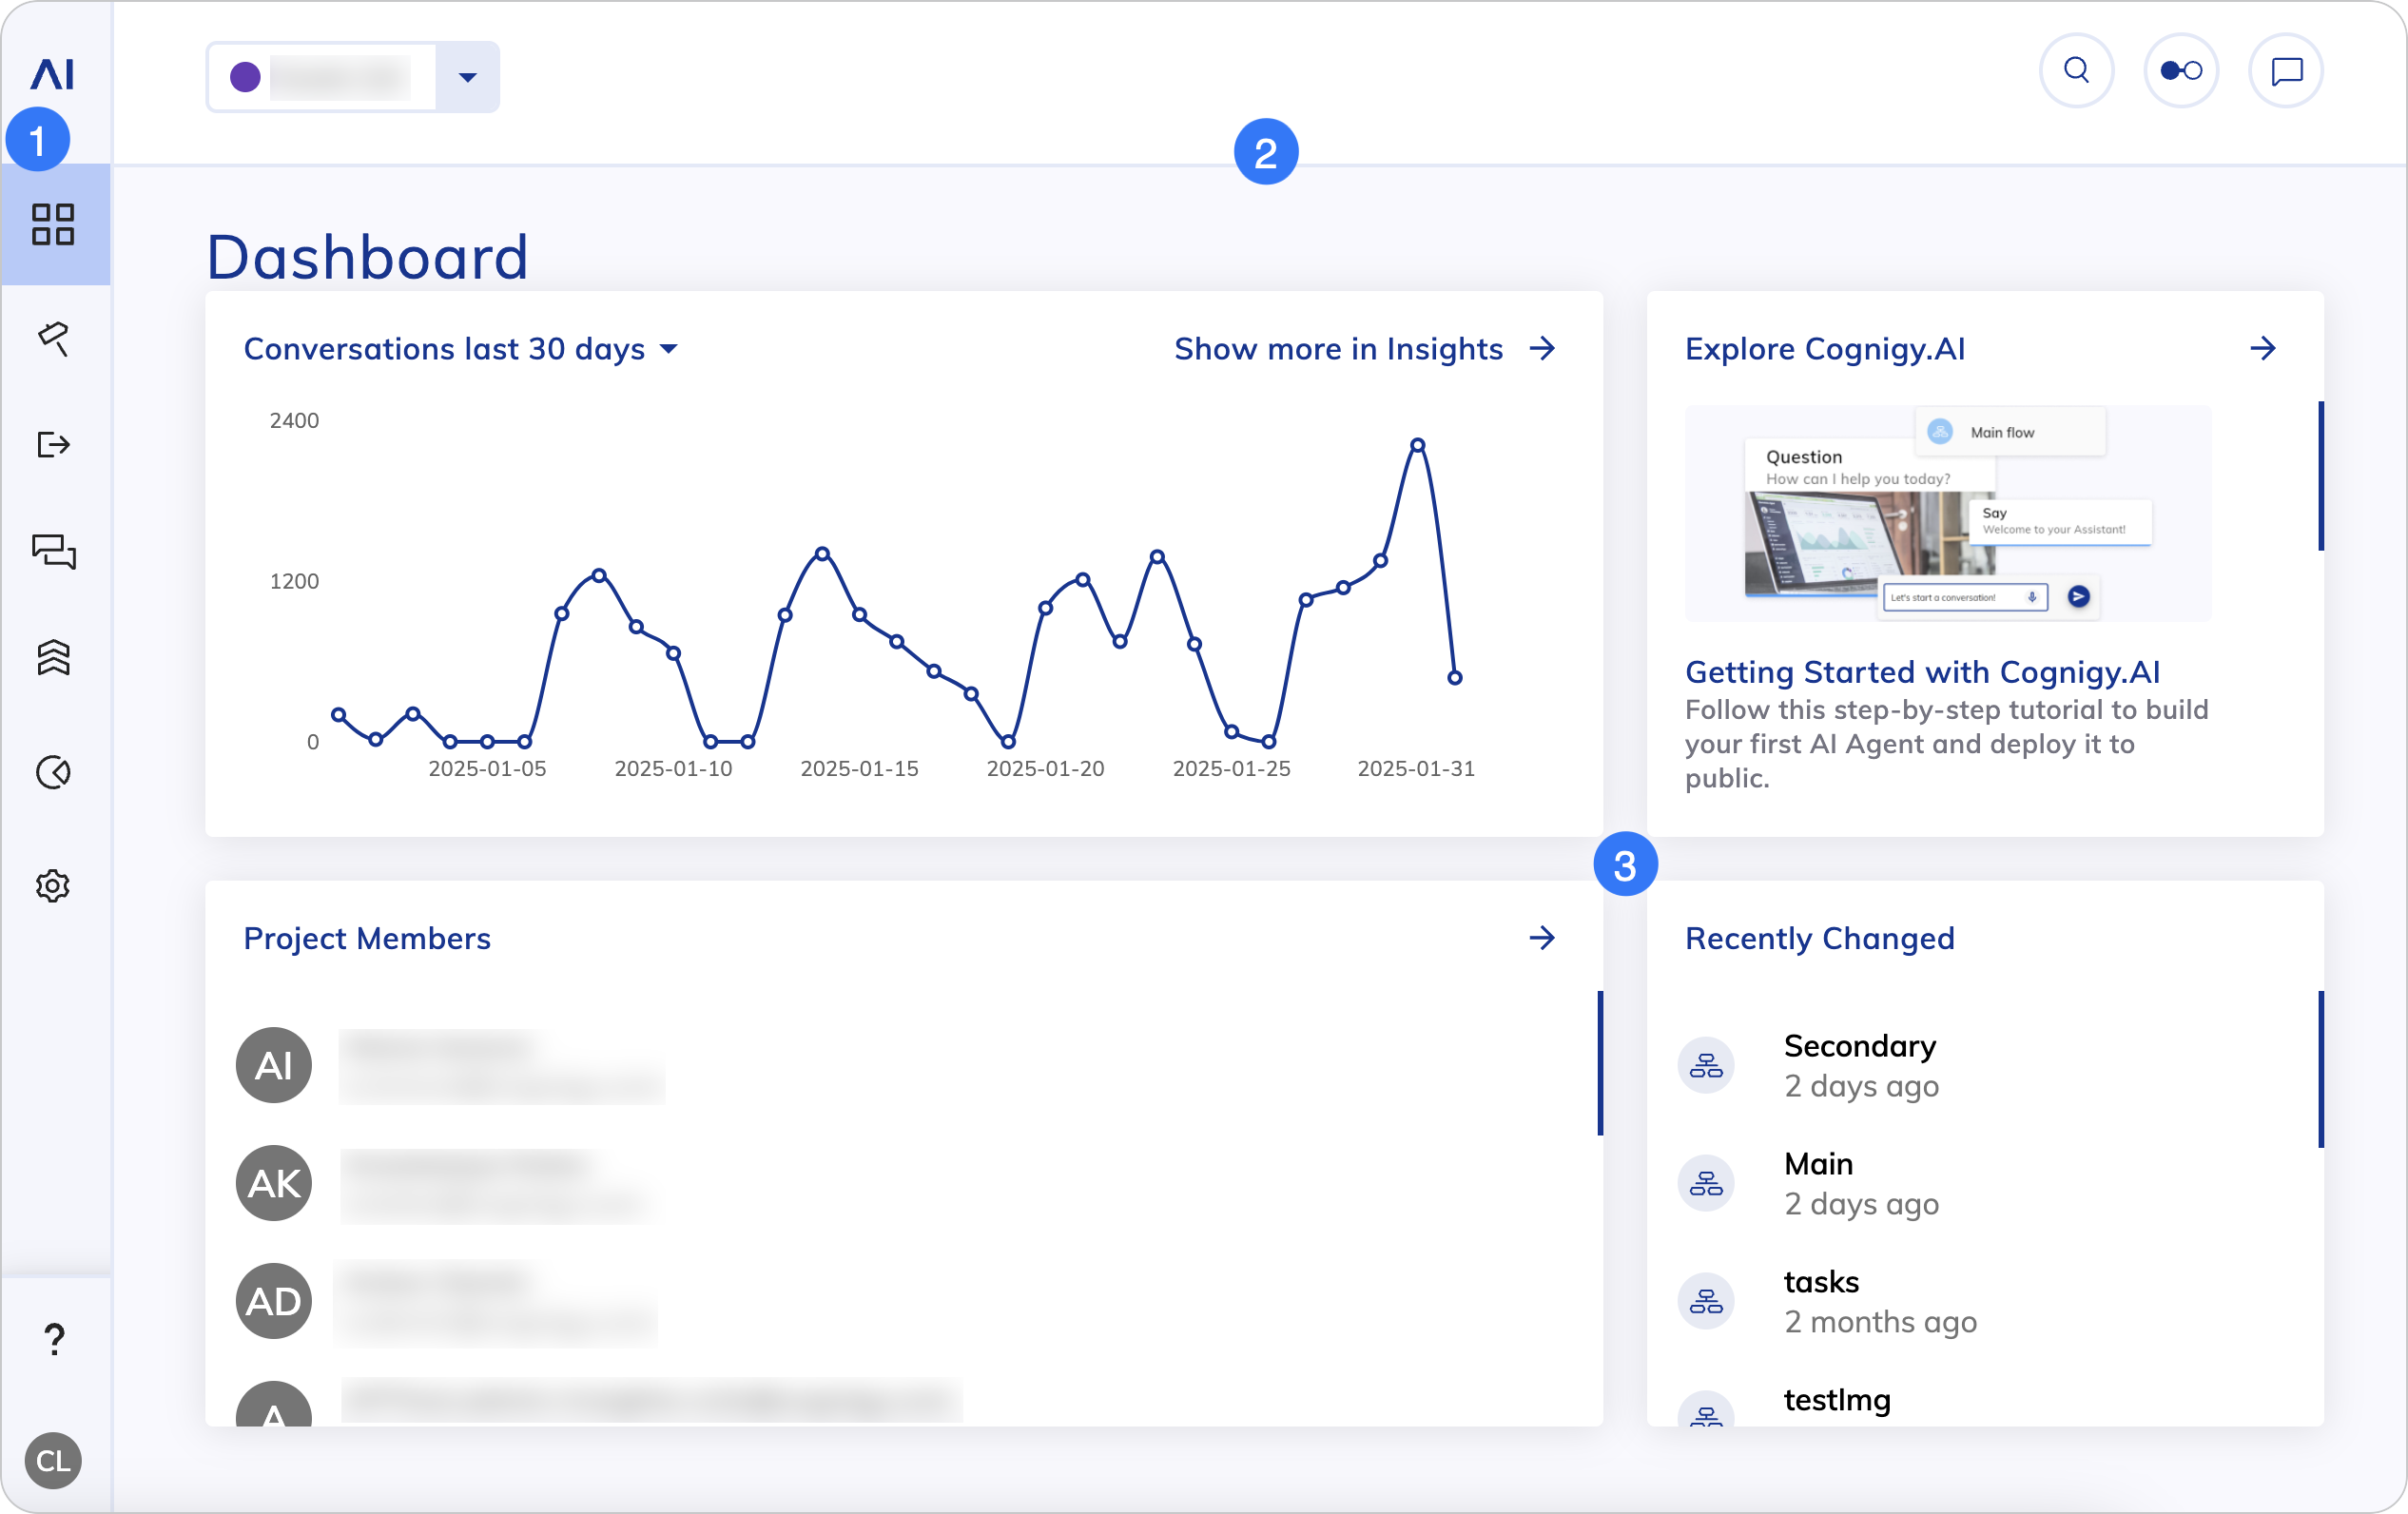 AI
1
2
Dashboard
Conversations last 30 days
Show more in Insights
2400
1200
0
2025-01-05
2025-01-10
2025-01-15
2025-01-20
2025-01-25
2025-01-31
Explore Cognigy.AI
Main flow
Question
How can I help you today?
Say
Welcome to your Assistant!
Let's start a conversation!
Getting Started with Cognigy.AI
Follow this step-by-step tutorial to build
your first AI Agent and deploy it to
public.
3
Project Members
AI
AK
AD
A
Recently Changed
Secondary
2 days ago
Main
2 days ago
tasks
2 months ago
testImg
?
CL